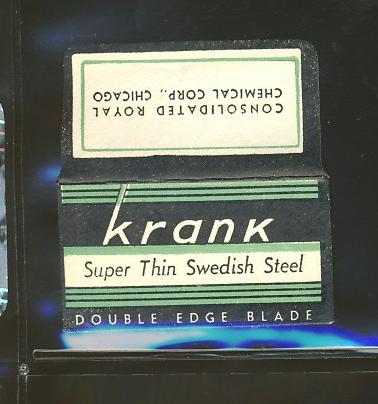 CONSOLIDATED ROYAL
CHEMICAL CORP., CHICAGO
krank
Super Thin Swedish Steel
DOUBLE EDGE BLADE